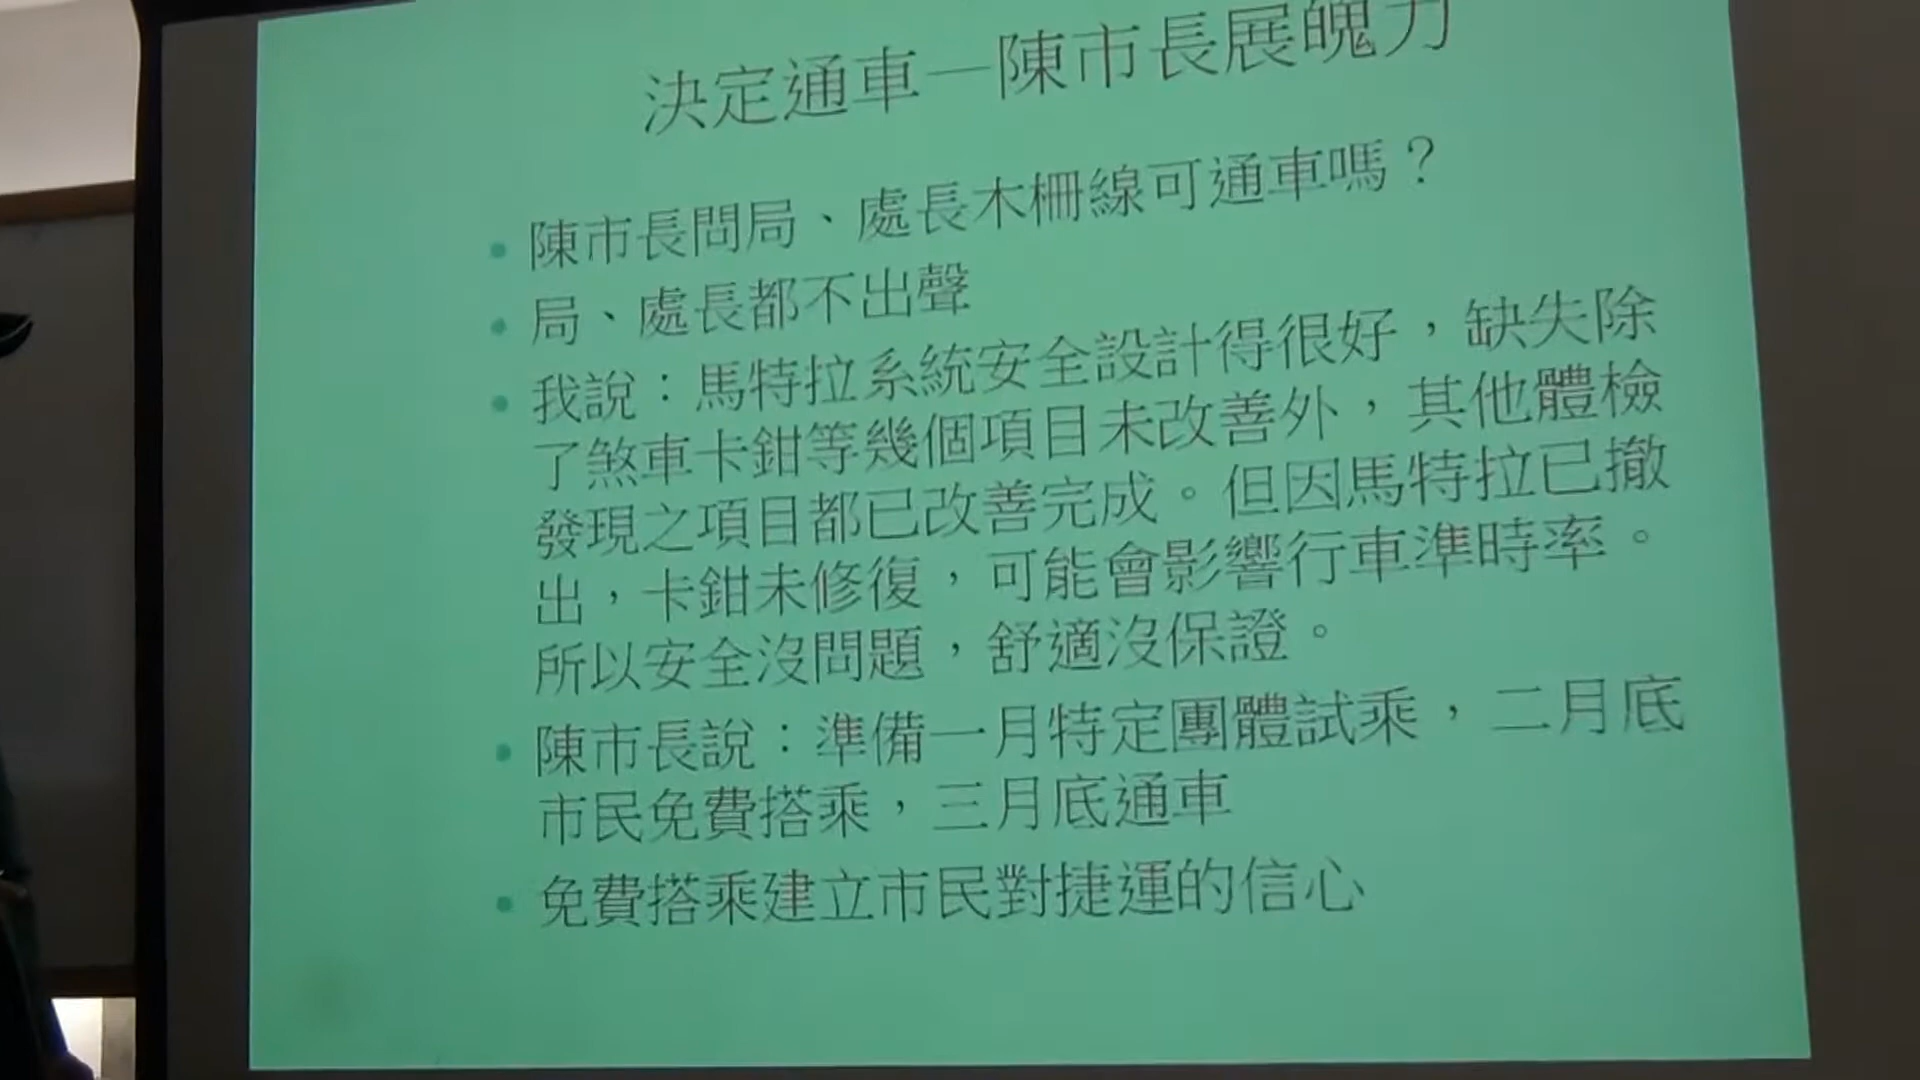 決定通車—陳市長展魄力
• 陳市長問局、處長木柵線可通車嗎？
• 局、處長都不出聲
• 我說：馬特拉系統安全設計得很好，缺失除
了煞車卡鉗等幾個項目未改善外，其他體檢
發現之項目都已改善完成。但因馬特拉已撤
出，卡鉗未修復，可能會影響行車準時率。
所以安全沒問題，舒適沒保證。
• 陳市長說：準備一月特定團體試乘，二月底
市民免費搭乘，三月底通車
• 免費搭乘建立市民對捷運的信心